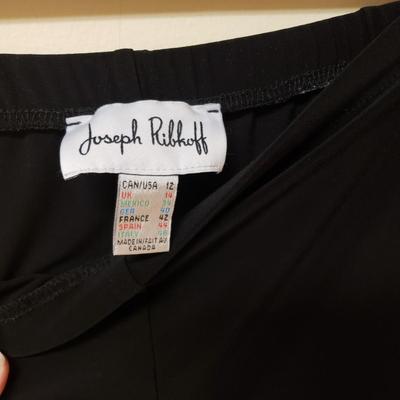 Joseph Ribkoff
CAN/USA 12
UK 14
MEXICO 34
GER 40
FRANCE 42
SPAIN 44
ITALY 46
MADE IN/FAIT AU
CANADA